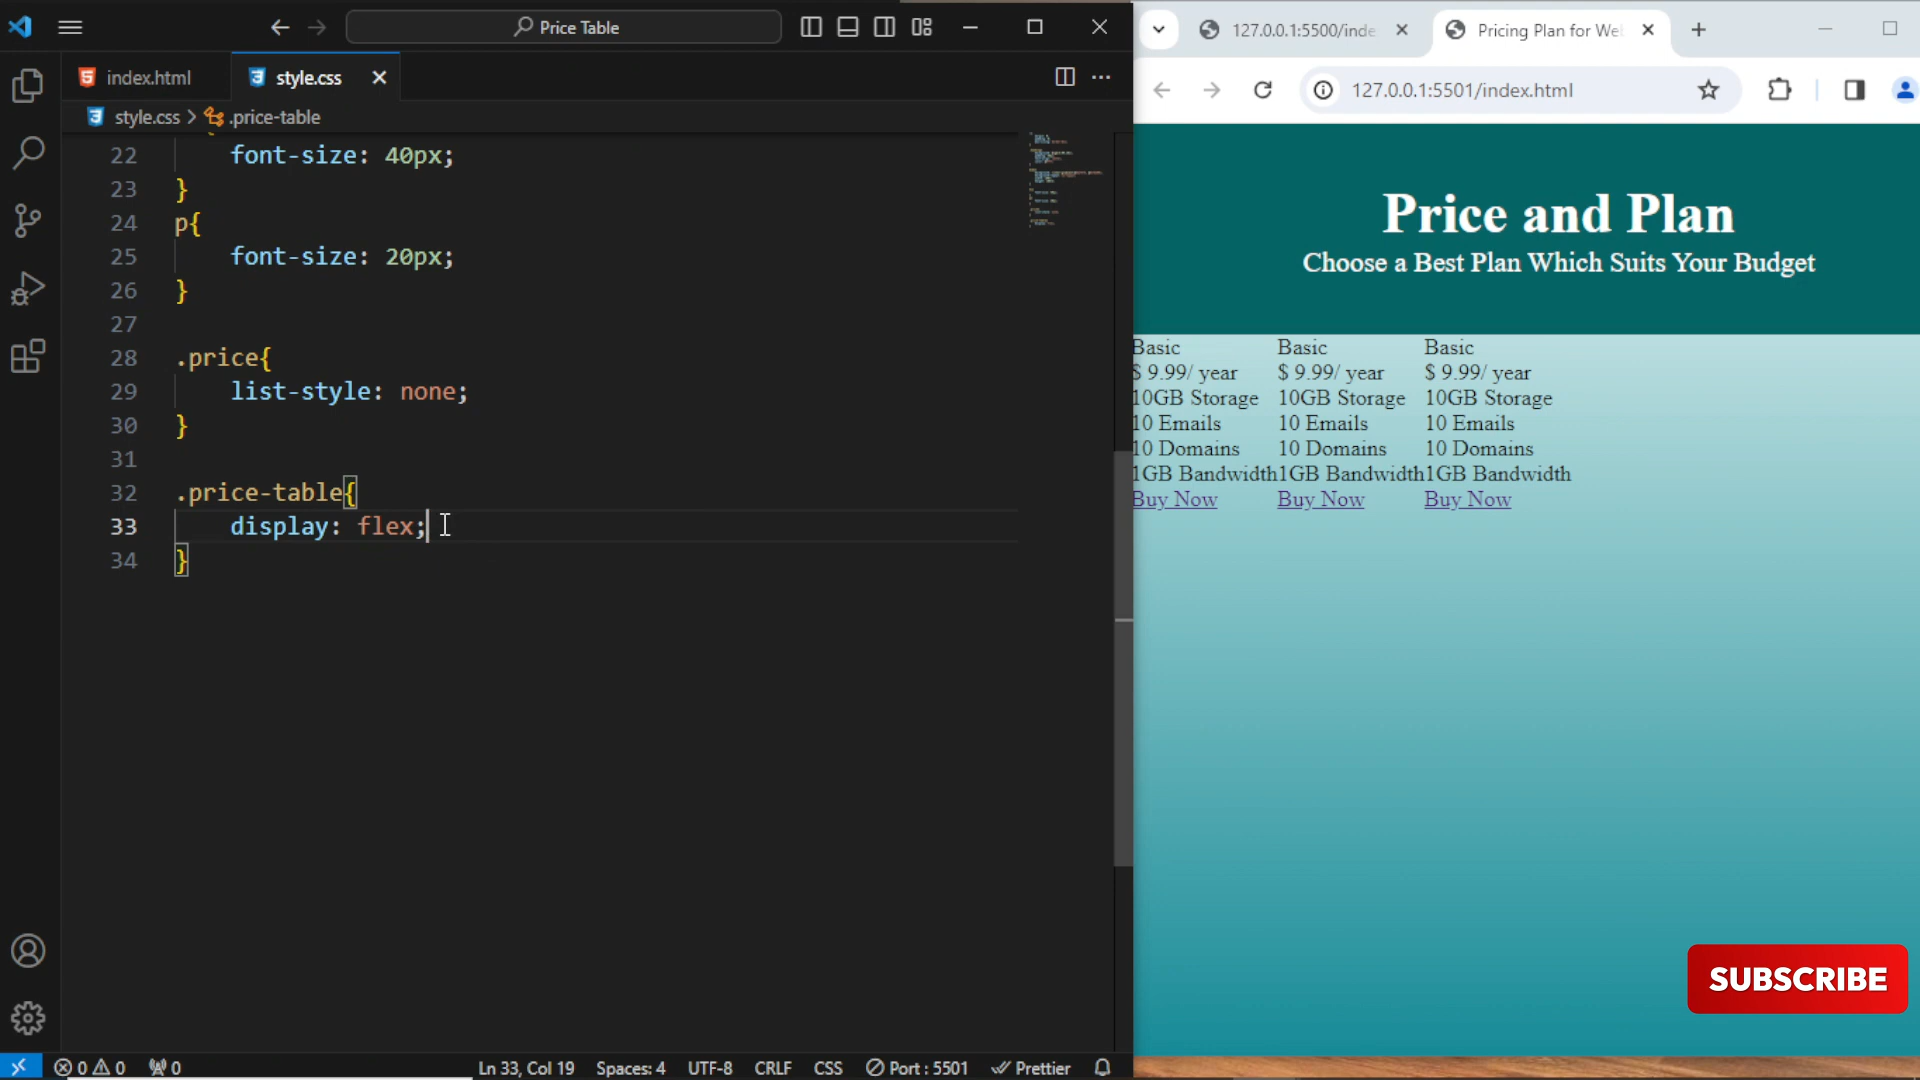 Price Table
index.html
style.css
style.css > .price-table
22 font-size: 40px;
23 }
24 p{
25 font-size: 20px;
26 }
27
28 .price{
29 list-style: none;
30 }
31
32 .price-table{
33 display: flex;
34 }
0 0 0
Ln 33, Col 19 Spaces: 4 UTF-8 CRLF CSS Port : 5501 Prettier
127.0.0.1:5500/inde
Pricing Plan for We
127.0.0.1:5501/index.html
Price and Plan
Choose a Best Plan Which Suits Your Budget
Basic Basic Basic
$ 9.99/ year $ 9.99/ year $ 9.99/ year
10GB Storage 10GB Storage 10GB Storage
10 Emails 10 Emails 10 Emails
10 Domains 10 Domains 10 Domains
1GB Bandwidth1GB Bandwidth1GB Bandwidth
Buy Now Buy Now Buy Now
SUBSCRIBE